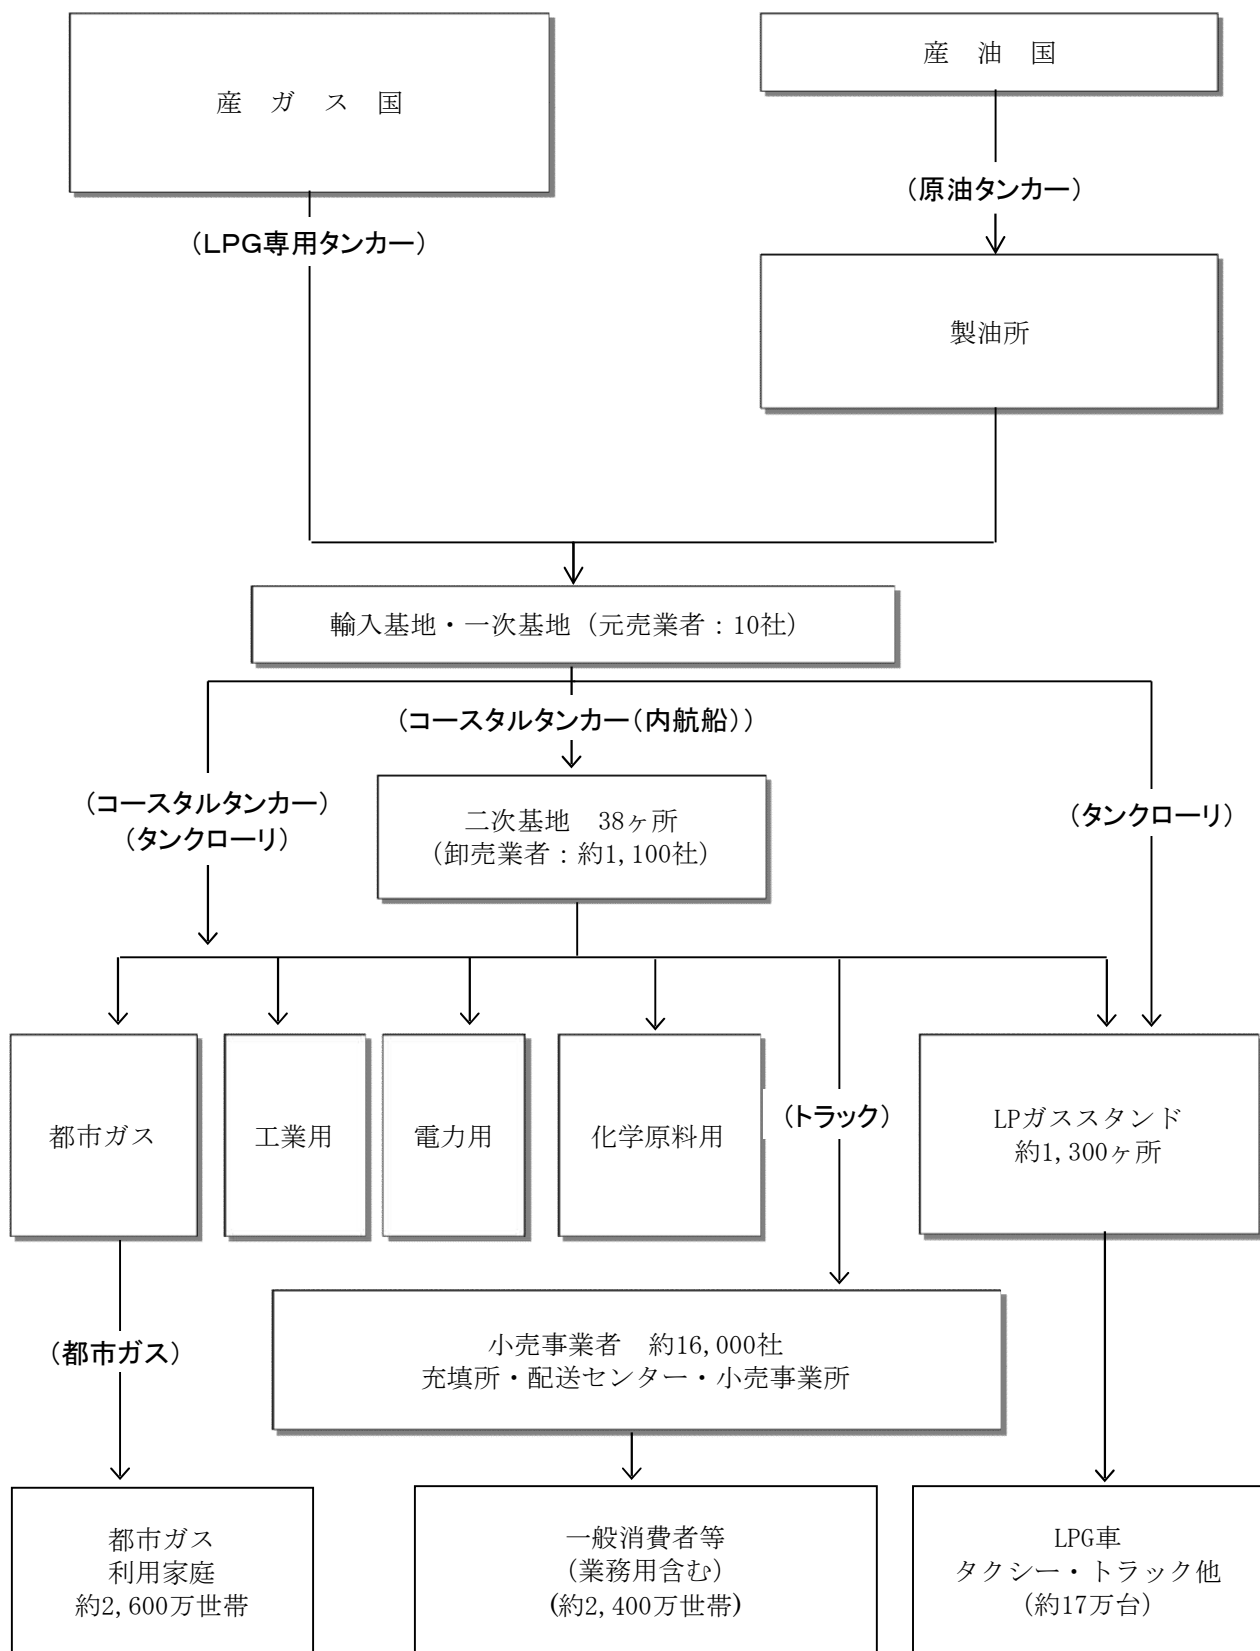 産　ガ　ス　国
産　油　国
（原油タンカー）
（ＬＰＧ専用タンカー）
製油所
輸入基地・一次基地（元売業者：10社）
（コースタルタンカー（内航船））
（コースタルタンカー）
（タンクローリ）
二次基地　38ヶ所
（卸売業者：約1,100社）
（タンクローリ）
都市ガス
工業用
電力用
化学原料用
（トラック）
LPガススタンド
約1,300ヶ所
（都市ガス）
小売事業者　約16,000社
充填所・配送センター・小売事業所
都市ガス
利用家庭
約2,600万世帯
一般消費者等
（業務用含む）
(約2,400万世帯)
LPG車
タクシー・トラック他
（約17万台）